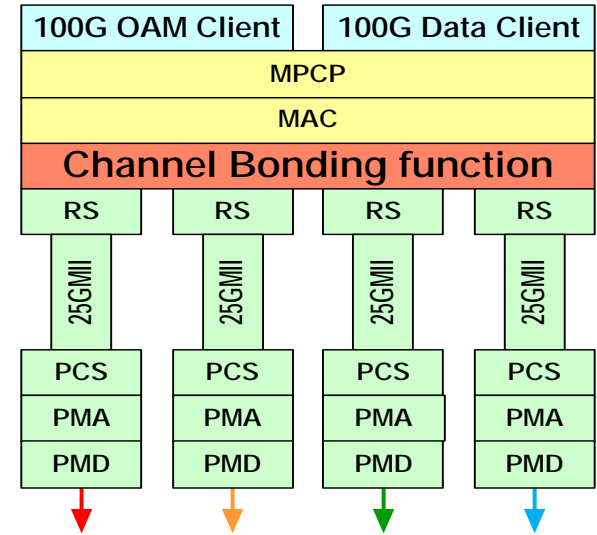 100G OAM Client 100G Data Client
MPCP
MAC
Channel Bonding function
RS RS RS RS
25GMII 25GMII 25GMII 25GMII
PCS PCS PCS PCS
PMA PMA PMA PMA
PMD PMD PMD PMD